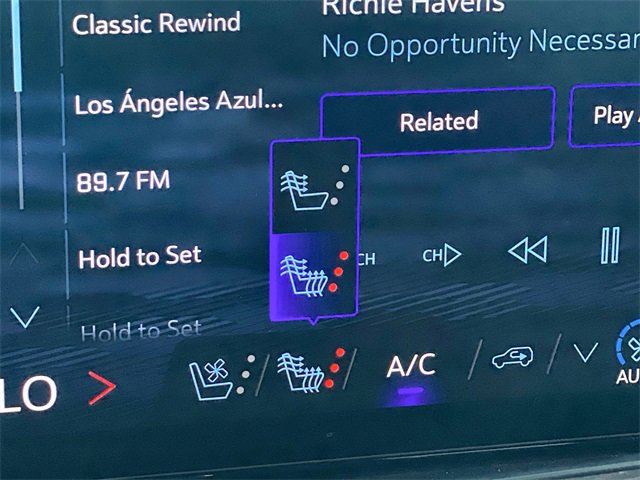 Classic Rewind
Richie Havens
No Opportunity Necessar
Los Ángeles Azul...
Related
Play
89.7 FM
Hold to Set
CH
CH
Hold to Set
LO
A/C
AU